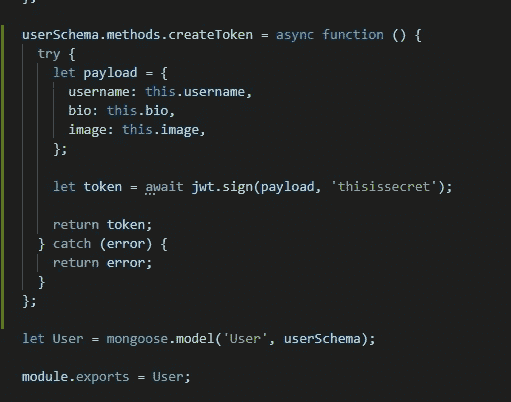 };
userSchema.methods.createToken = async function () {
try {
let payload = {
username: this.username,
bio: this.bio,
image: this.image,
};
let token = await jwt.sign(payload, 'thisissecret');
return token;
} catch (error) {
return error;
}
};
let User = mongoose.model('User', userSchema);
module.exports = User;